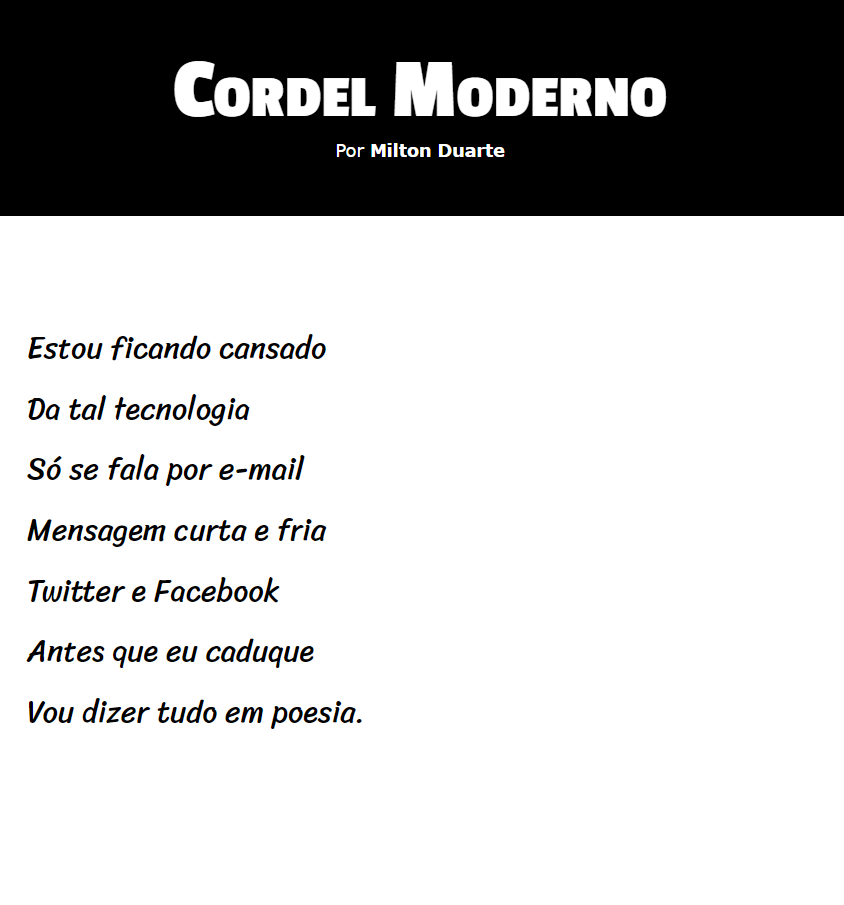 Cordel Moderno
Por Milton Duarte
Estou ficando cansado
Da tal tecnologia
Só se fala por e-mail
Mensagem curta e fria
Twitter e Facebook
Antes que eu caduque
Vou dizer tudo em poesia.